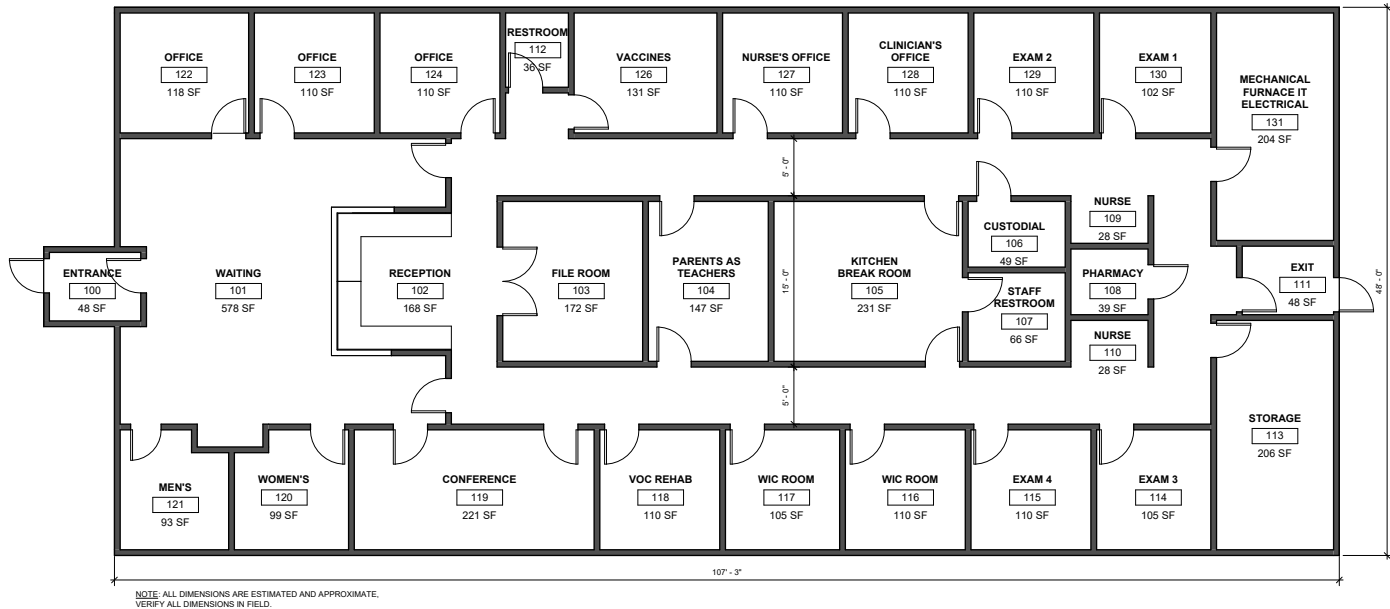 OFFICE
122
118 SF
OFFICE
123
110 SF
OFFICE
124
110 SF
RESTROOM
112
36 SF
VACCINES
126
131 SF
NURSE'S OFFICE
127
110 SF
CLINICIAN'S
OFFICE
128
110 SF
EXAM 2
129
110 SF
EXAM 1
130
102 SF
MECHANICAL
FURNACE IT
ELECTRICAL
131
204 SF
5' - 0"
ENTRANCE
100
48 SF
WAITING
101
578 SF
RECEPTION
102
168 SF
FILE ROOM
103
172 SF
PARENTS AS
TEACHERS
104
147 SF
15' - 0"
KITCHEN
BREAK ROOM
105
231 SF
CUSTODIAL
106
49 SF
STAFF
RESTROOM
107
66 SF
NURSE
109
28 SF
PHARMACY
108
39 SF
NURSE
110
28 SF
EXIT
111
48 SF
48' - 0"
5' - 0"
MEN'S
121
93 SF
WOMEN'S
120
99 SF
CONFERENCE
119
221 SF
VOC REHAB
118
110 SF
WIC ROOM
117
105 SF
WIC ROOM
116
110 SF
EXAM 4
115
110 SF
EXAM 3
114
105 SF
STORAGE
113
206 SF
107' - 3"
NOTE: ALL DIMENSIONS ARE ESTIMATED AND APPROXIMATE,
VERIFY ALL DIMENSIONS IN FIELD.